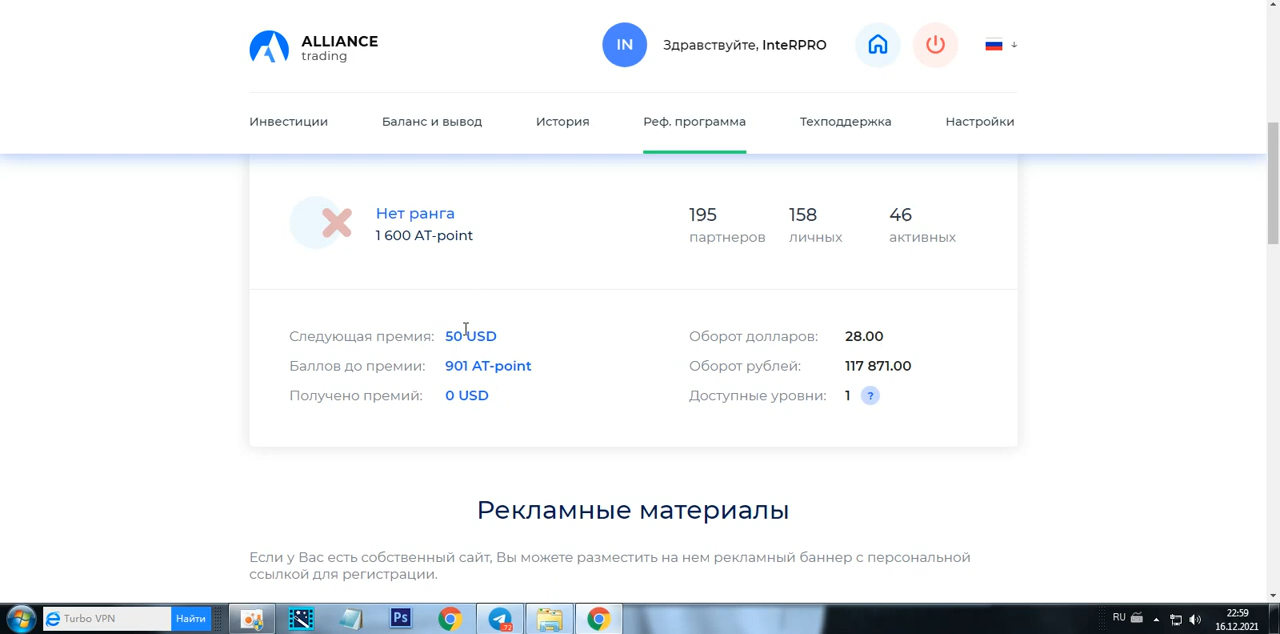 ALLIANCE
trading
IN
Здравствуйте, InteRPRO
Инвестиции
Баланс и вывод
История
Реф. программа
Техподдержка
Настройки
Нет ранга
1 600 AT-point
195
партнеров
158
личных
46
активных
Следующая премия: 50 USD
Баллов до премии: 901 AT-point
Получено премий: 0 USD
Оборот долларов: 28.00
Оборот рублей: 117 871.00
Доступные уровни: 1 ?
Рекламные материалы
Если у Вас есть собственный сайт, Вы можете разместить на нем рекламный баннер с персональной
ссылкой для регистрации.
Turbo VPN
Найти
Ps
72
RU
22:59
16.12.2021